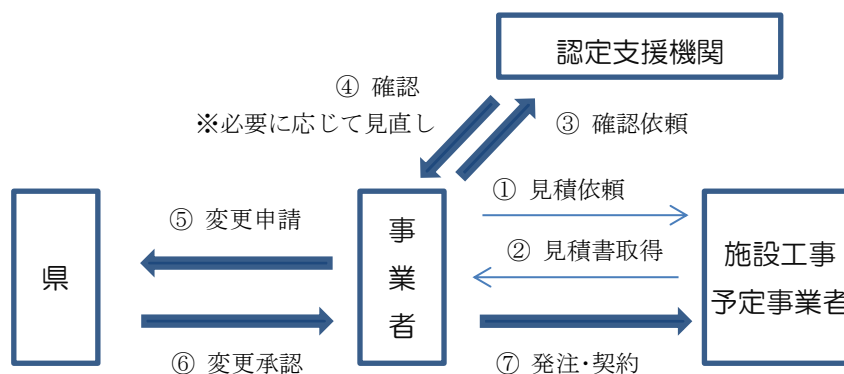 認定支援機関
④ 確認
※必要に応じて見直し
③ 確認依頼
① 見積依頼
⑤ 変更申請
② 見積書取得
県
事業者
施設工事
予定事業者
⑥ 変更承認
⑦ 発注・契約